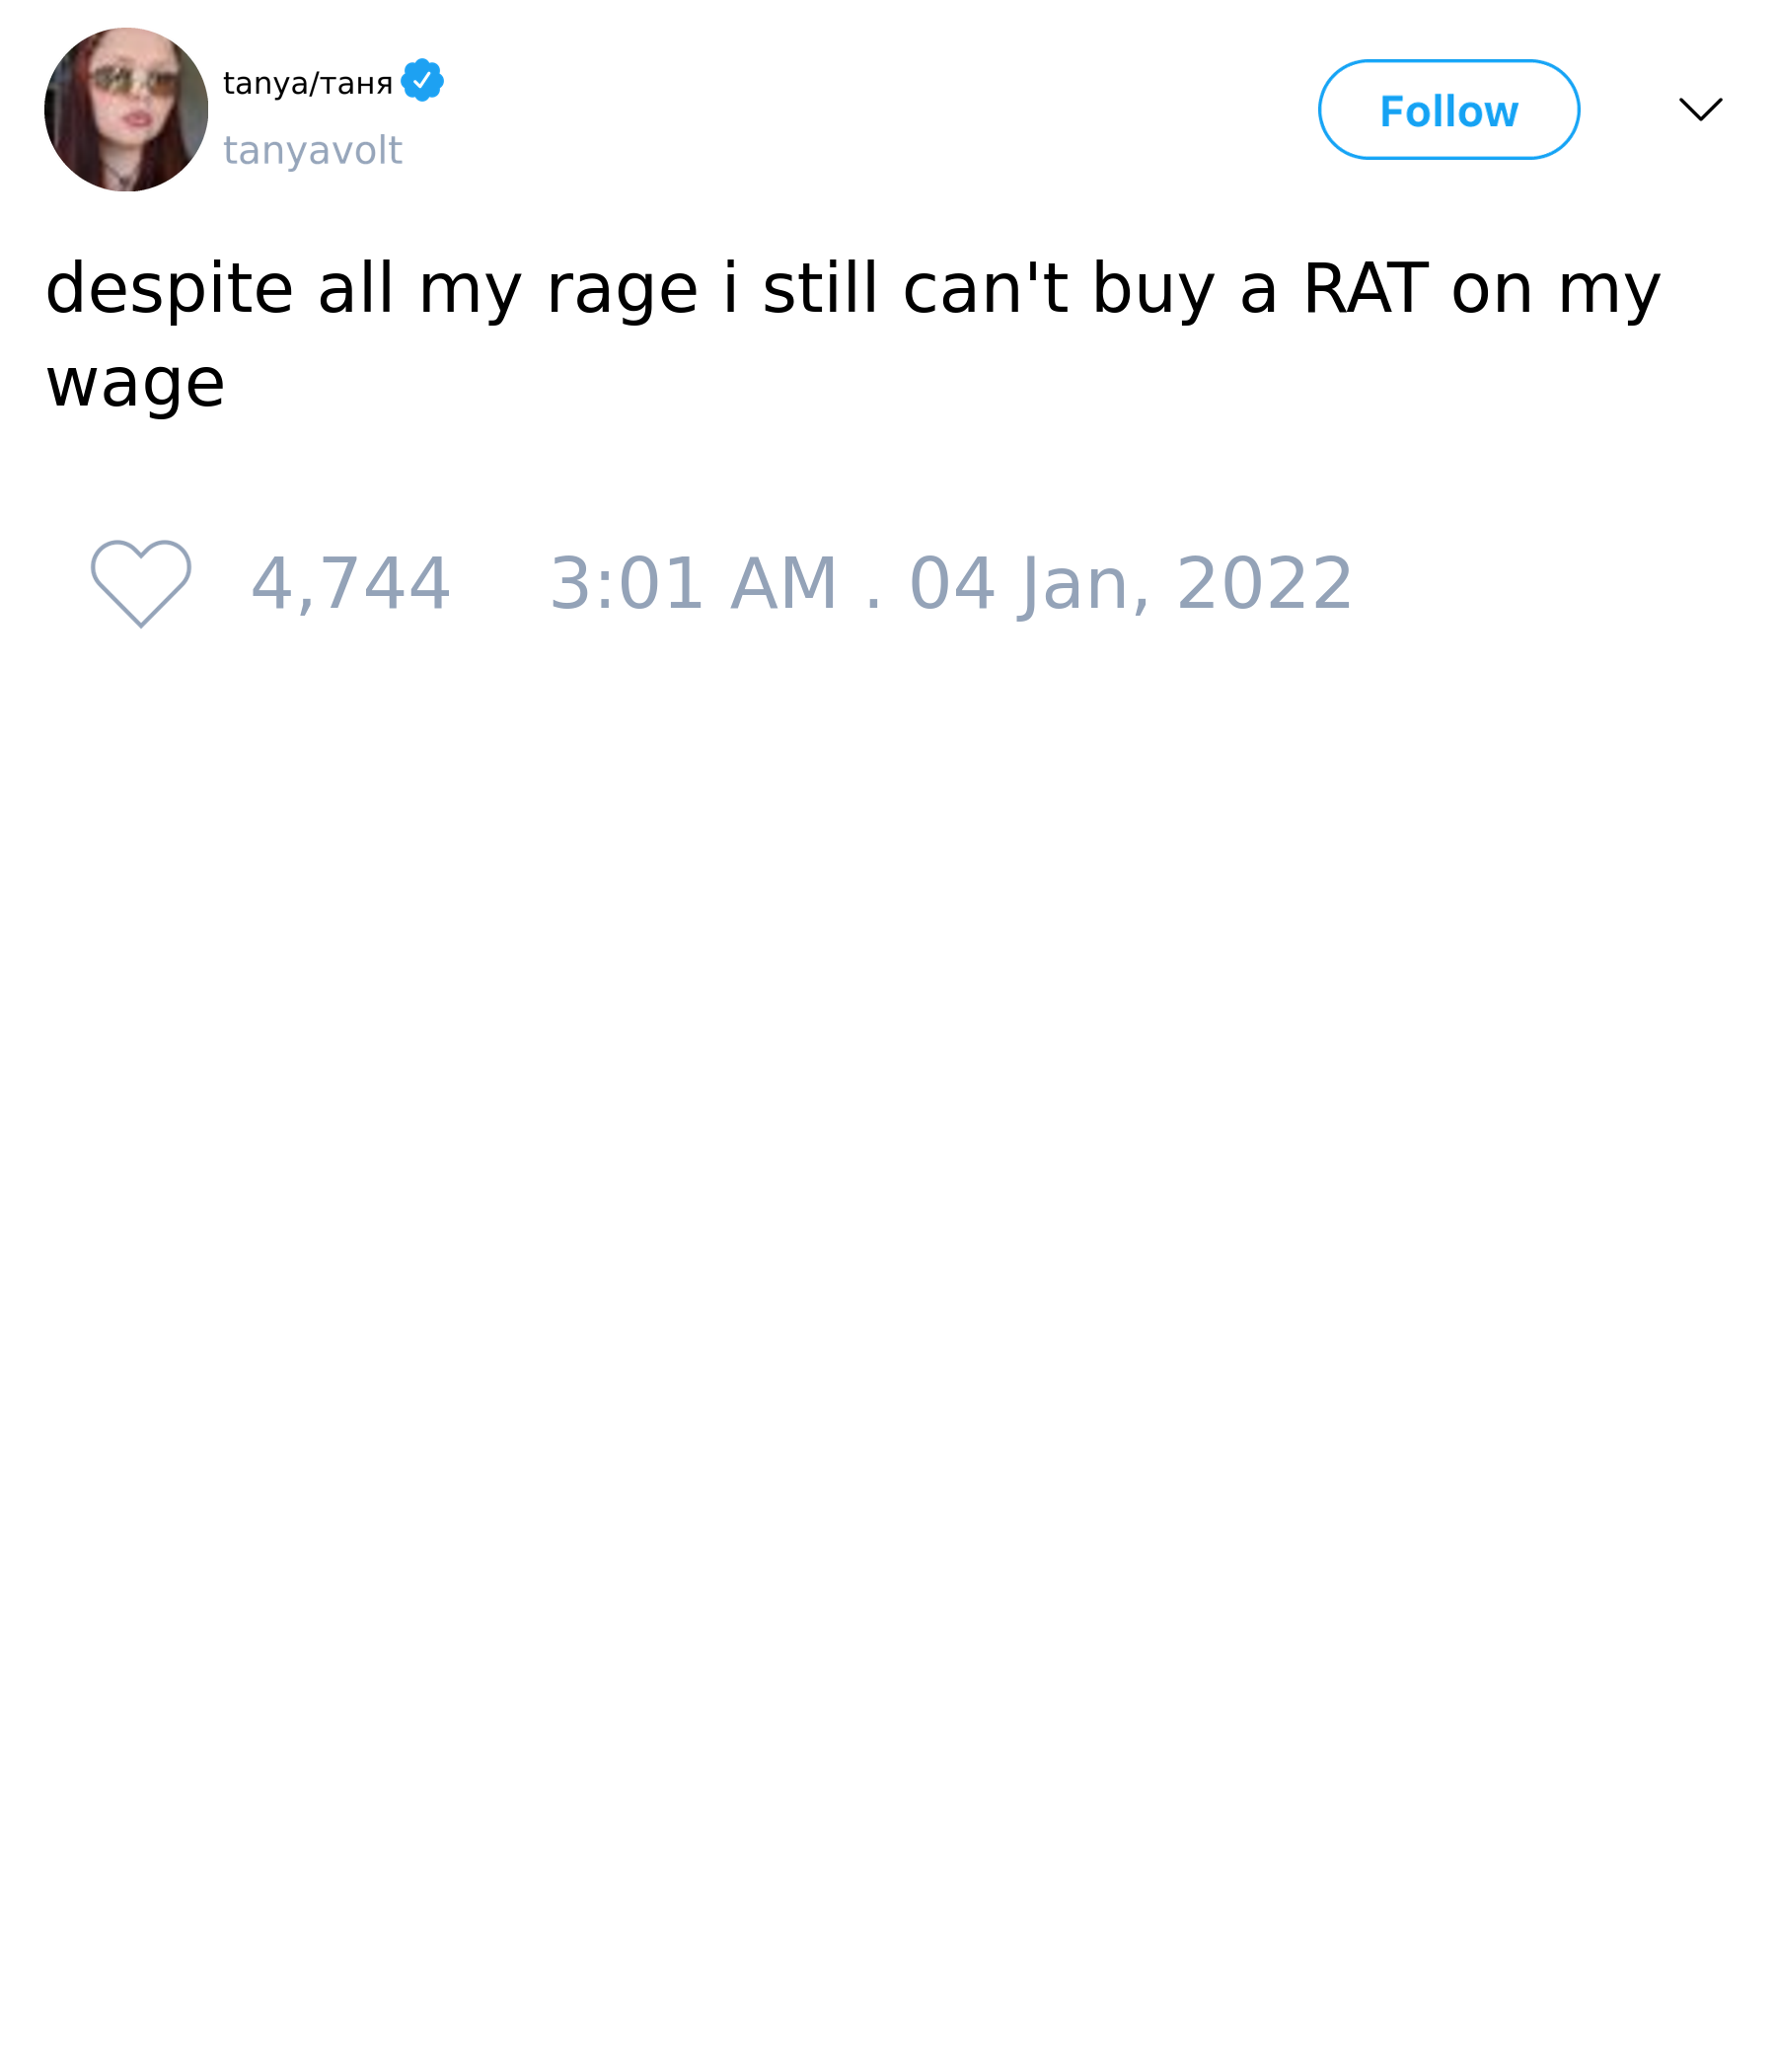 tanya/таня
tanyavolt
Follow
despite all my rage i still can't buy a RAT on my
wage
4,744 3:01 AM . 04 Jan, 2022